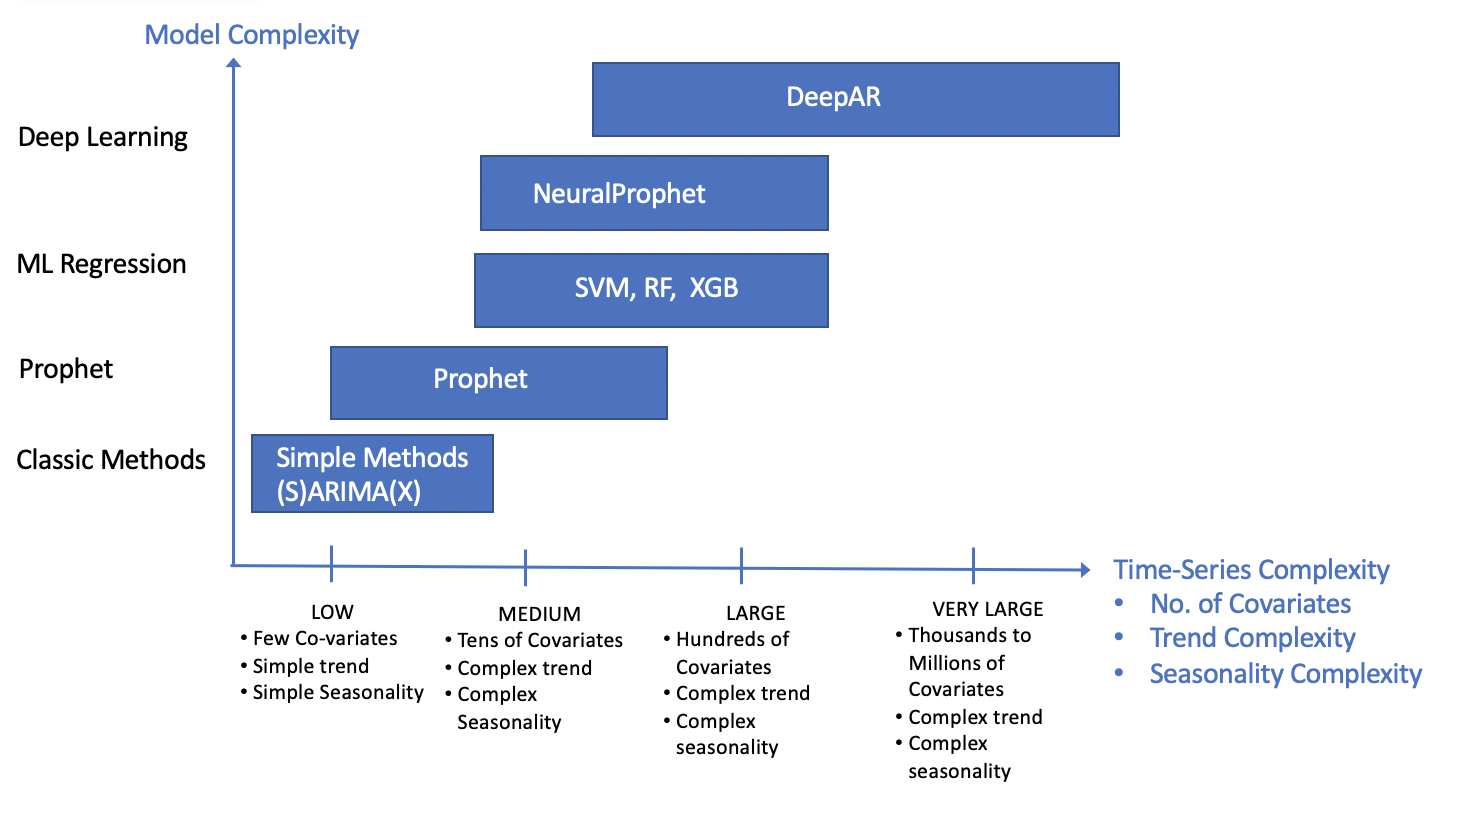 Model Complexity
DeepAR
Deep Learning
NeuralProphet
ML Regression
SVM, RF, XGB
Prophet
Prophet
Classic Methods
Simple Methods
(S)ARIMA(X)
Time-Series Complexity
• No. of Covariates
• Trend Complexity
• Seasonality Complexity
LOW
• Few Co-variates
• Simple trend
• Simple Seasonality
MEDIUM
• Tens of Covariates
• Complex trend
• Complex
Seasonality
LARGE
• Hundreds of
Covariates
• Complex trend
• Complex
seasonality
VERY LARGE
• Thousands to
Millions of
Covariates
• Complex trend
• Complex
seasonality